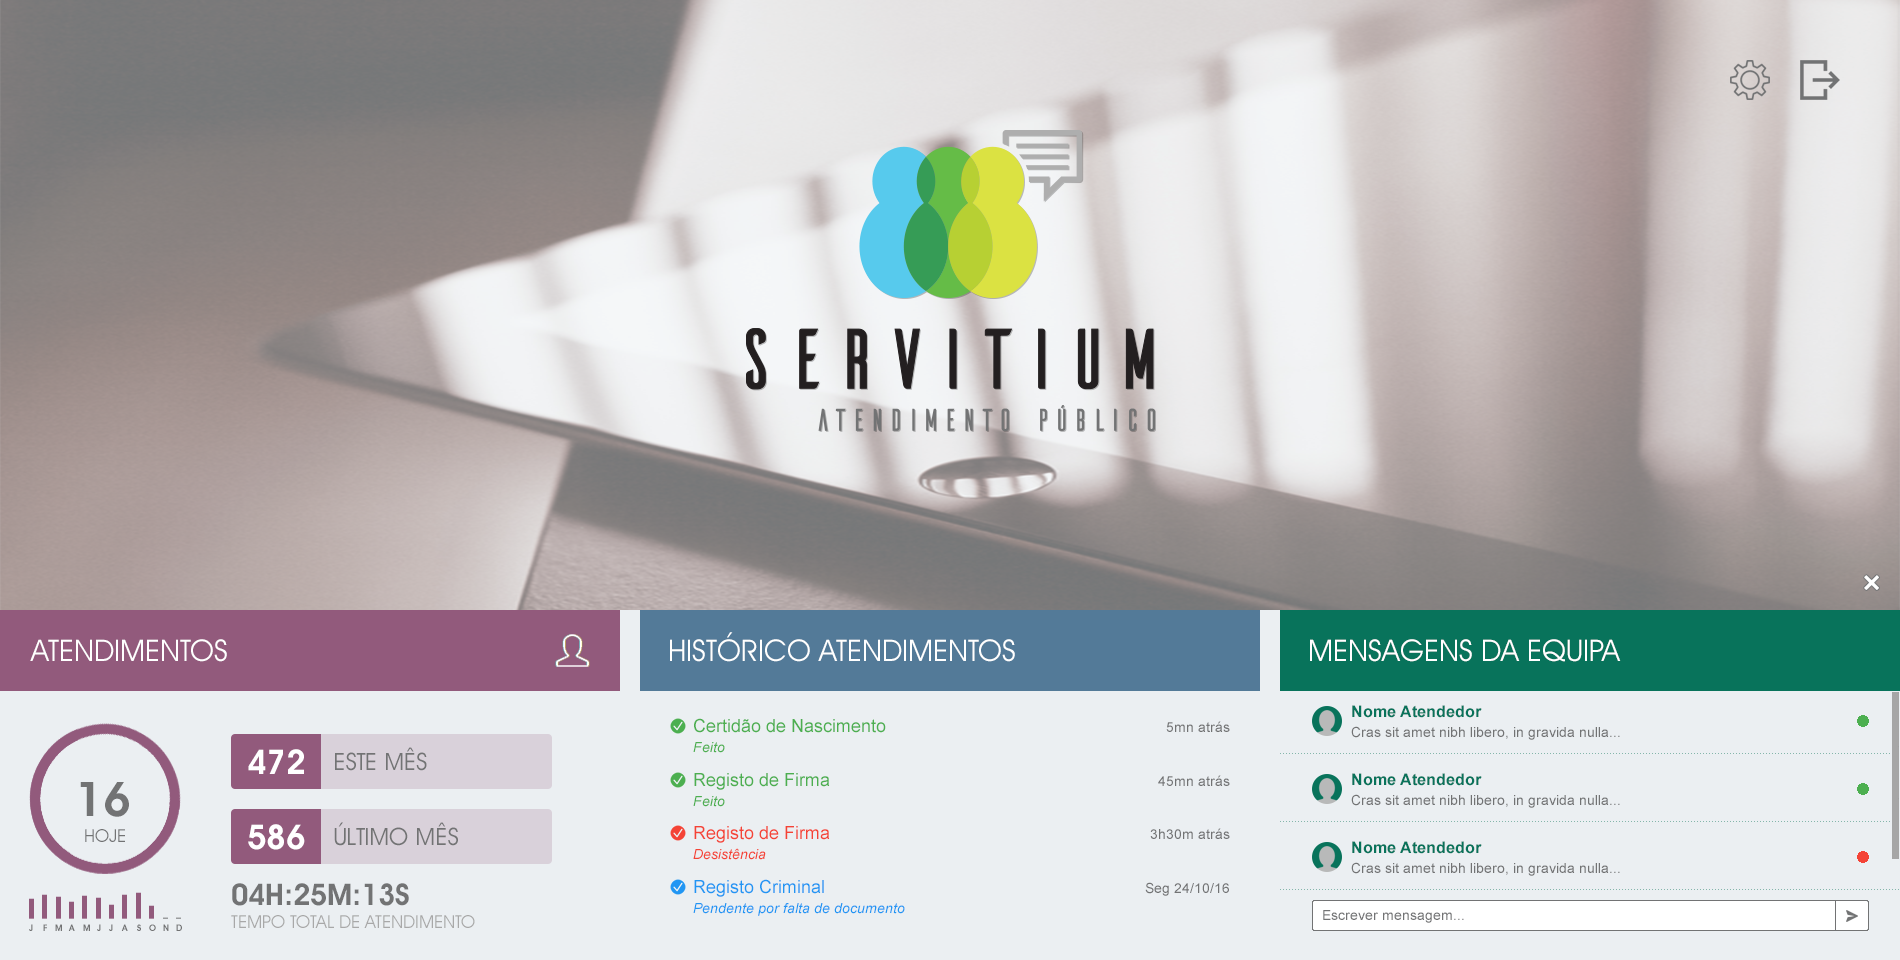 SERVITIUM
ATENDIMENTO PÚBLICO
ATENDIMENTOS
16
HOJE
J F M A M J J A S O N D
472 ESTE MÊS
586 ÚLTIMO MÊS
04H:25M:13S
TEMPO TOTAL DE ATENDIMENTO
HISTÓRICO ATENDIMENTOS
Certidão de Nascimento 5mn atrás
Feito
Registo de Firma 45mn atrás
Feito
Registo de Firma 3h30m atrás
Desistência
Registo Criminal Seg 24/10/16
Pendente por falta de documento
MENSAGENS DA EQUIPA
Nome Atendedor
Cras sit amet nibh libero, in gravida nulla...
Nome Atendedor
Cras sit amet nibh libero, in gravida nulla...
Nome Atendedor
Cras sit amet nibh libero, in gravida nulla...
Escrever mensagem...